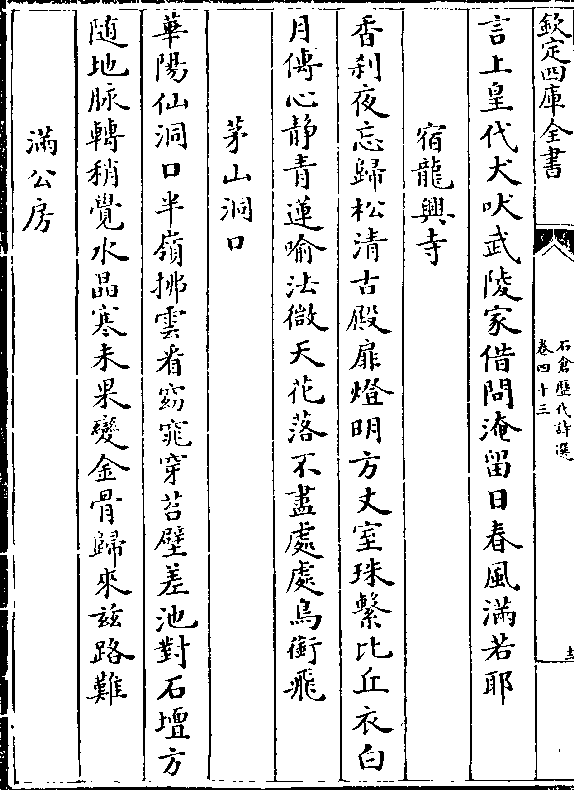 欽定四庫全書
石倉歷代詩選
卷四十三
言上皇代犬吠武陵家借問淹留日春風滿若耶
宿龍興寺
香刹夜忘歸松清古殿扉燈明方丈室珠繫比丘衣白
月傳心静青蓮喻法微天花落不盡處處鳥銜飛
茅山洞口
華陽仙洞口半嶺拂雲看窈窕穿苔壁差池對石壇方
随地脉轉稍覺水晶寒未果變金骨歸來兹路難
滿公房